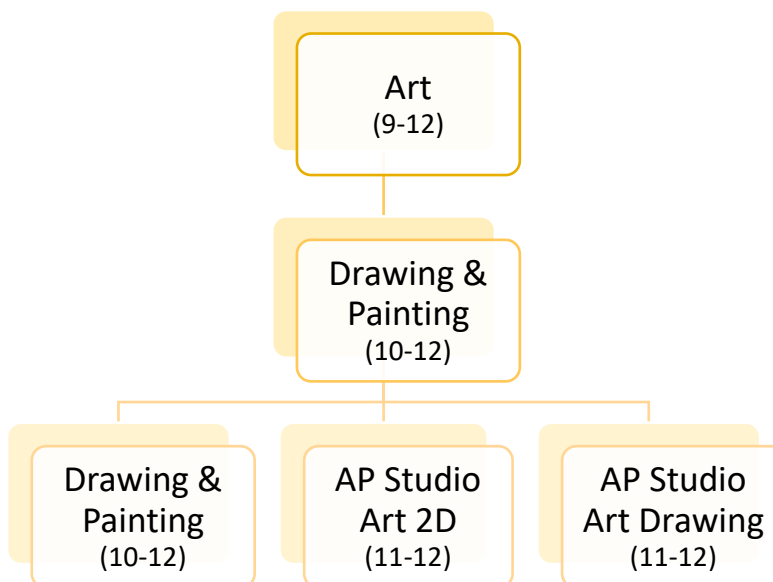 Art
(9-12)
Drawing &
Painting
(10-12)
Drawing &
Painting
(10-12)
AP Studio
Art 2D
(11-12)
AP Studio
Art Drawing
(11-12)